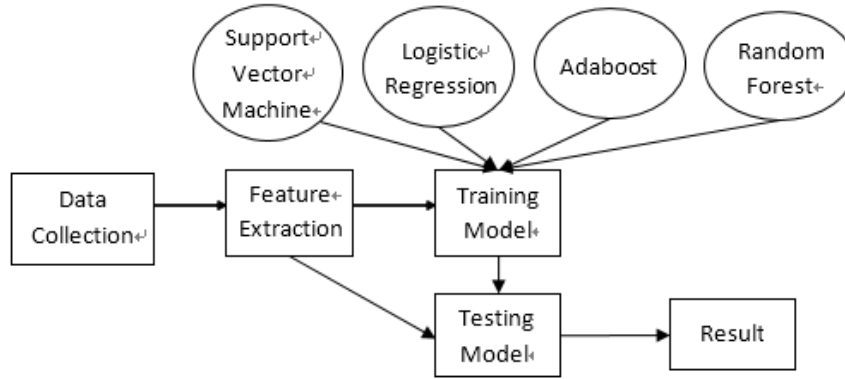 Support
Vector
Machine
Logistic
Regression
Adaboost
Random
Forest
Data
Collection
Feature
Extraction
Training
Model
Testing
Model
Result